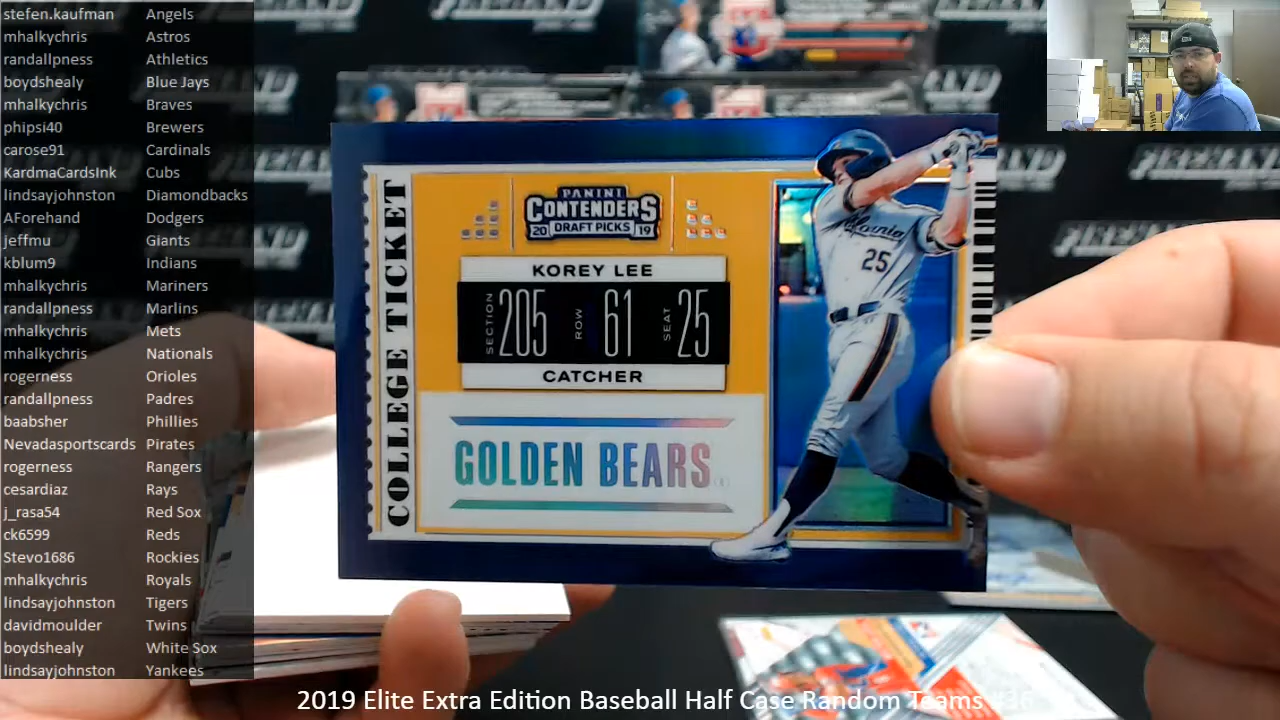 stefen.kaufman Angels
mhalkychris Astros
randallpness Athletics
boydshealy Blue Jays
mhalkychris Braves
phipsi40 Brewers
carose91 Cardinals
KardmaCardsInk Cubs
lindsayjohnston Diamondbacks
AForehand Dodgers
jeffmu Giants
kblum9 Indians
mhalkychris Mariners
randallpness Marlins
mhalkychris Mets
mhalkychris Nationals
rogerness Orioles
randallpness Padres
baabsher Phillies
Nevadasportscards Pirates
rogerness Rangers
cesardiaz Rays
j_rasa54 Red Sox
ck6599 Reds
Stevo1686 Rockies
mhalkychris Royals
lindsayjohnston Tigers
davidmoulder Twins
boydshealy White Sox
lindsayjohnston Yankees
COLLEGE TICKET
PANINI
CONTENDERS
20 DRAFT PICKS 19
KOREY LEE
SECTION 205 ROW 61 SEAT 25
CATCHER
GOLDEN BEARS
25
2019 Elite Extra Edition Baseball Half Case Random Teams #36